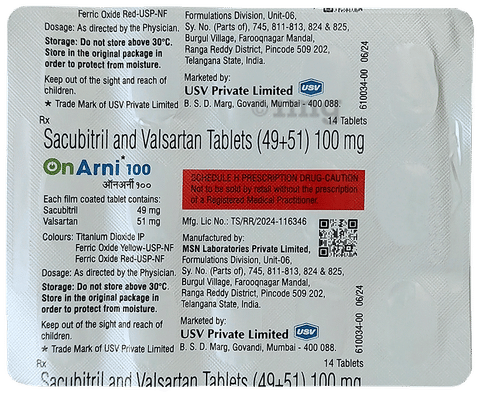 Ferric Oxide Red-USP-NF
Dosage: As directed by the Physician.
Storage: Do not store above 30°C.
Store in the original package in
order to protect from moisture.
Keep out of the sight and reach of
children.
* Trade Mark of USV Private Limited
Formulations Division, Unit-06,
Sy. No. (Parts of), 745, 811-813, 824 & 825,
Burgul Village, Farooqnagar Mandal,
Ranga Reddy District, Pincode 509 202,
Telangana State, India.
Marketed by:
USV Private Limited USV
B. S. D. Marg, Govandi, Mumbai - 400 088.
610034-00 06/24
Rx 14 Tablets
Sacubitril and Valsartan Tablets (49+51) 100 mg
OnArni* 100
ऑनअर्नी १००
Each film coated tablet contains:
Sacubitril 49 mg
Valsartan 51 mg
Colours: Titanium Dioxide IP
Ferric Oxide Yellow-USP-NF
Ferric Oxide Red-USP-NF
Dosage: As directed by the Physician.
Storage: Do not store above 30°C.
Store in the original package in
order to protect from moisture.
Keep out of the sight and reach of
children.
* Trade Mark of USV Private Limited
SCHEDULE H PRESCRIPTION DRUG-CAUTION
Not to be sold by retail without the prescription
of a Registered Medical Practitioner.
Mfg. Lic No.: TS/RR/2024-116346
Manufactured by:
MSN Laboratories Private Limited,
Formulations Division, Unit-06,
Sy. No. (Parts of), 745, 811-813, 824 & 825,
Burgul Village, Farooqnagar Mandal,
Ranga Reddy District, Pincode 509 202,
Telangana State, India.
Marketed by:
USV Private Limited USV
B. S. D. Marg, Govandi, Mumbai - 400 088.
610034-00 06/24
Rx 14 Tablets
Sacubitril and Valsartan Tablets (49+51) 100 mg